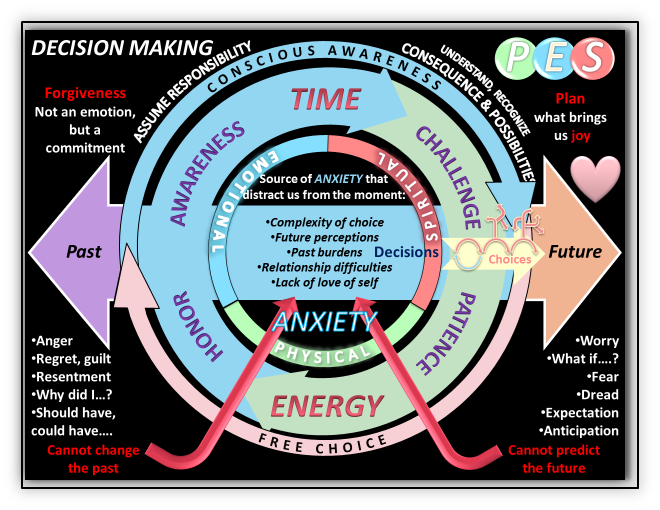 DECISION MAKING
P E S
ASSUME RESPONSIBILITY
CONSCIOUS AWARENESS
UNDERSTAND, RECOGNIZE
CONSEQUENCE & POSSIBILITIES
Forgiveness
Not an emotion,
but a
commitment
Plan
what brings
us joy
TIME
AWARENESS
CHALLENGE
EMOTIONAL
SPIRITUAL
Source of ANXIETY that
distract us from the moment:
•Complexity of choice
•Future perceptions
•Past burdens
•Relationship difficulties
•Lack of love of self
Past
Decisions
Choices
Future
ANXIETY
PHYSICAL
HONOR
PATIENCE
ENERGY
FREE CHOICE
•Anger
•Regret, guilt
•Resentment
•Why did I...?
•Should have,
could have....
Cannot change
the past
•Worry
•What if....?
•Fear
•Dread
•Expectation
•Anticipation
Cannot predict
the future